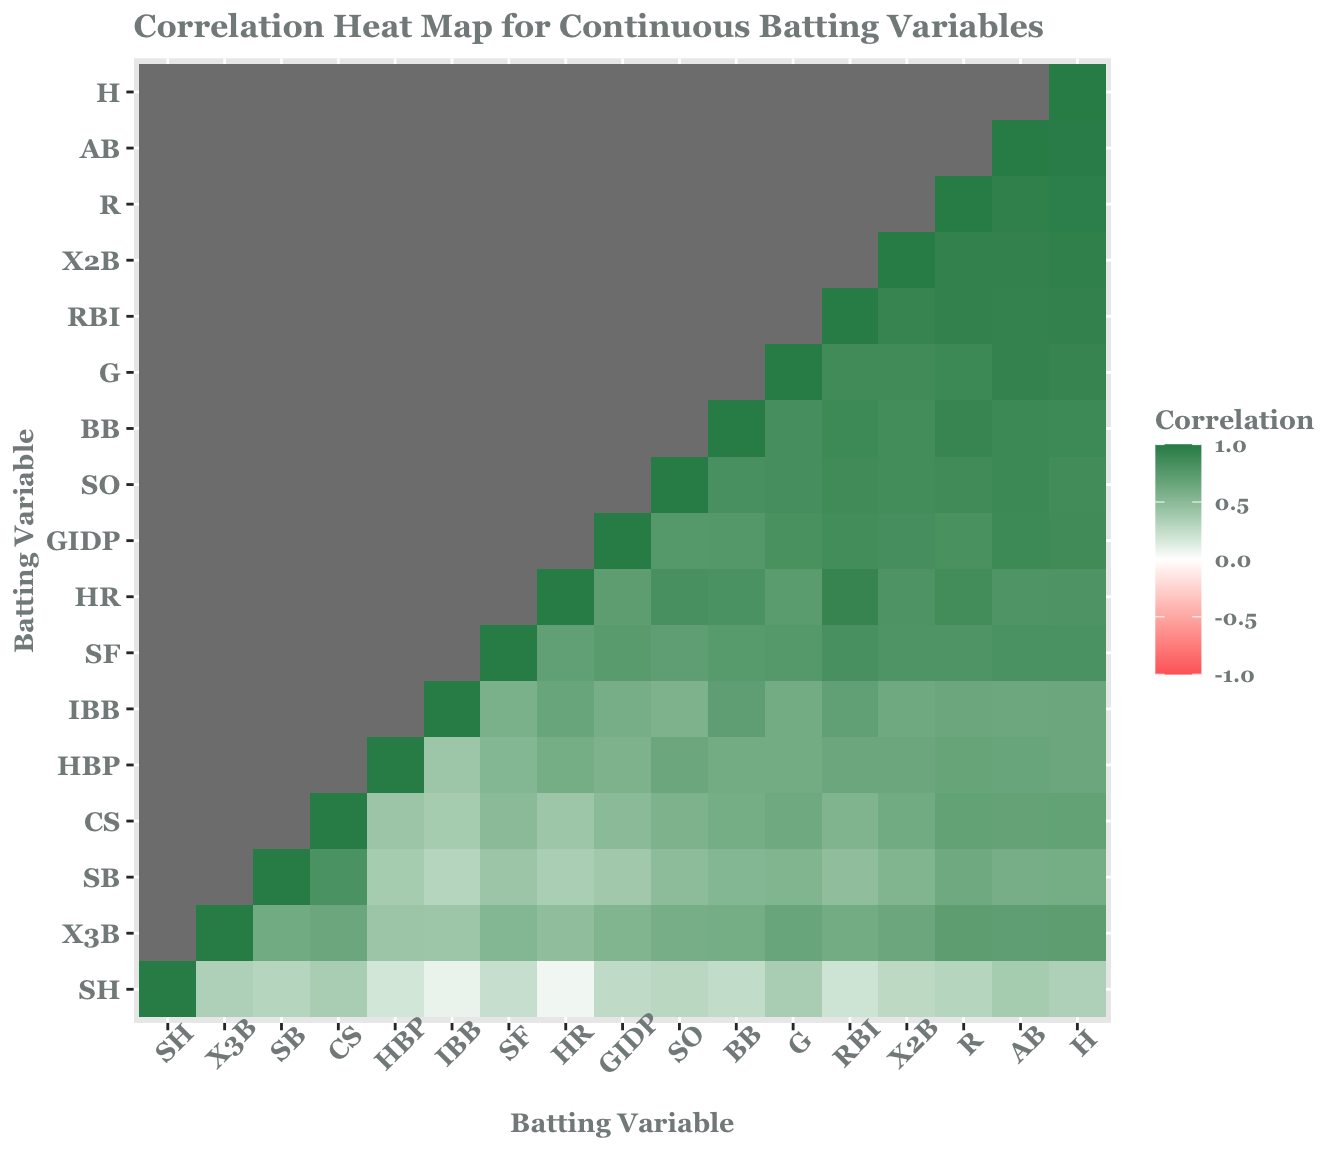 Correlation Heat Map for Continuous Batting Variables
H
AB
R
X2B
RBI
G
BB
SO
GIDP
HR
SF
IBB
HBP
CS
SB
X3B
SH
Batting Variable
SH X3B SB CS HBP IBB SF HR GIDP SO BB G RBI X2B R AB H
Batting Variable
Correlation
1.0
0.5
0.0
-0.5
-1.0